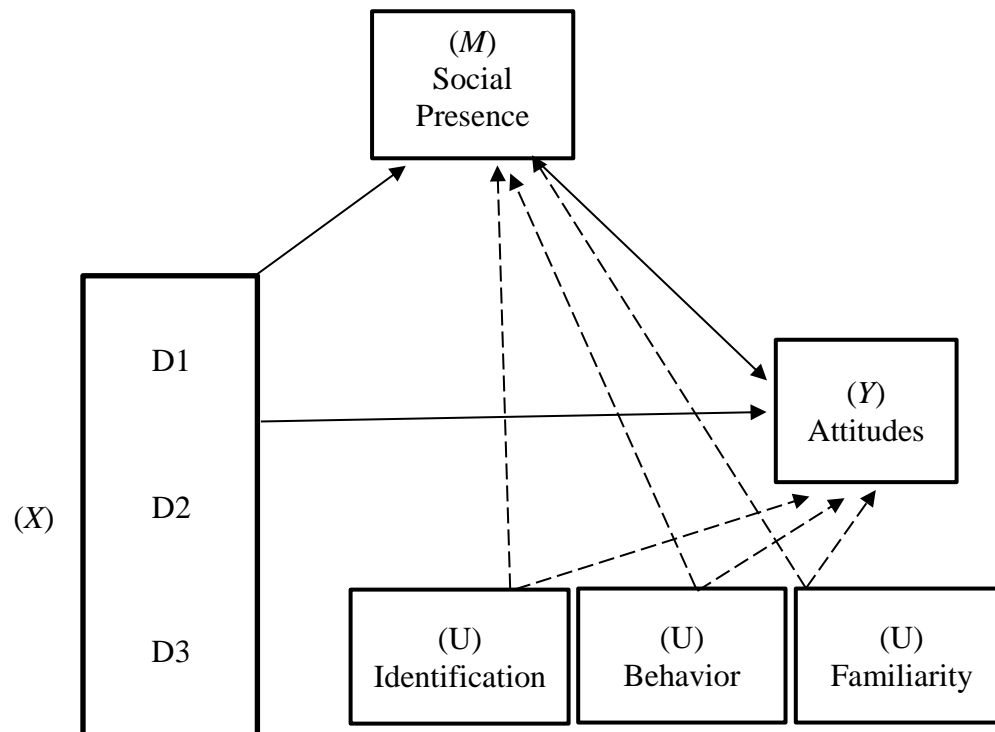 (M)
Social
Presence
D1
(Y)
Attitudes
(X)
D2
D3
(U)
Identification
(U)
Behavior
(U)
Familiarity